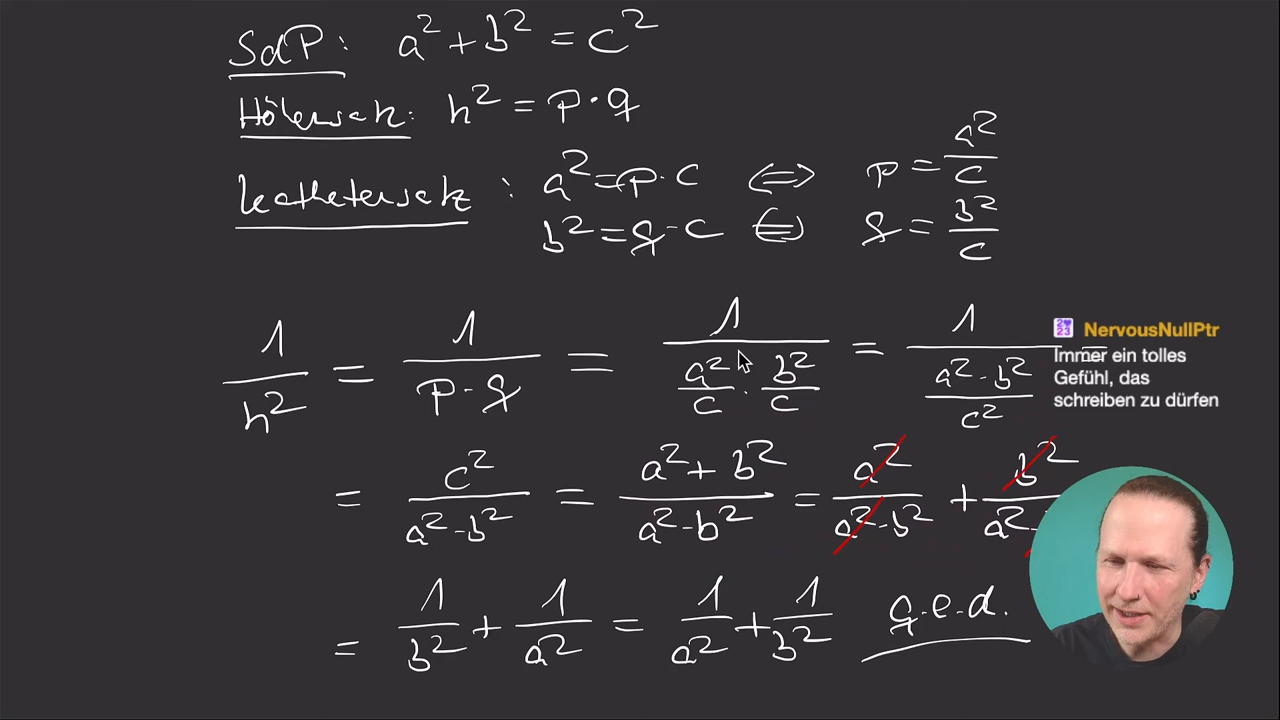 SdP: a² + b² = c²
Höhensatz: h² = p · q
Kathetensatz: a² = p · c ⇔ p = a²/c
b² = q · c ⇔ q = b²/c
1/h² = 1/(p · q) = 1/(a²/c · b²/c) = 1/((a² · b²)/c²) =
NervousNullPtr
Immer ein tolles
Gefühl, das
schreiben zu dürfen
= c²/(a² · b²) = (a² + b²)/(a² · b²) = a²/(a² · b²) + b²/(a² ·
= 1/b² + 1/a² = 1/a² + 1/b² q.e.d.